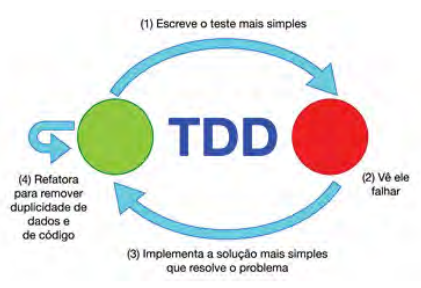 (1) Escreve o teste mais simples
TDD
(2) Vê ele
falhar
(3) Implementa a solução mais simples
que resolve o problema
(4) Refatora
para remover
duplicidade de
dados e
de código